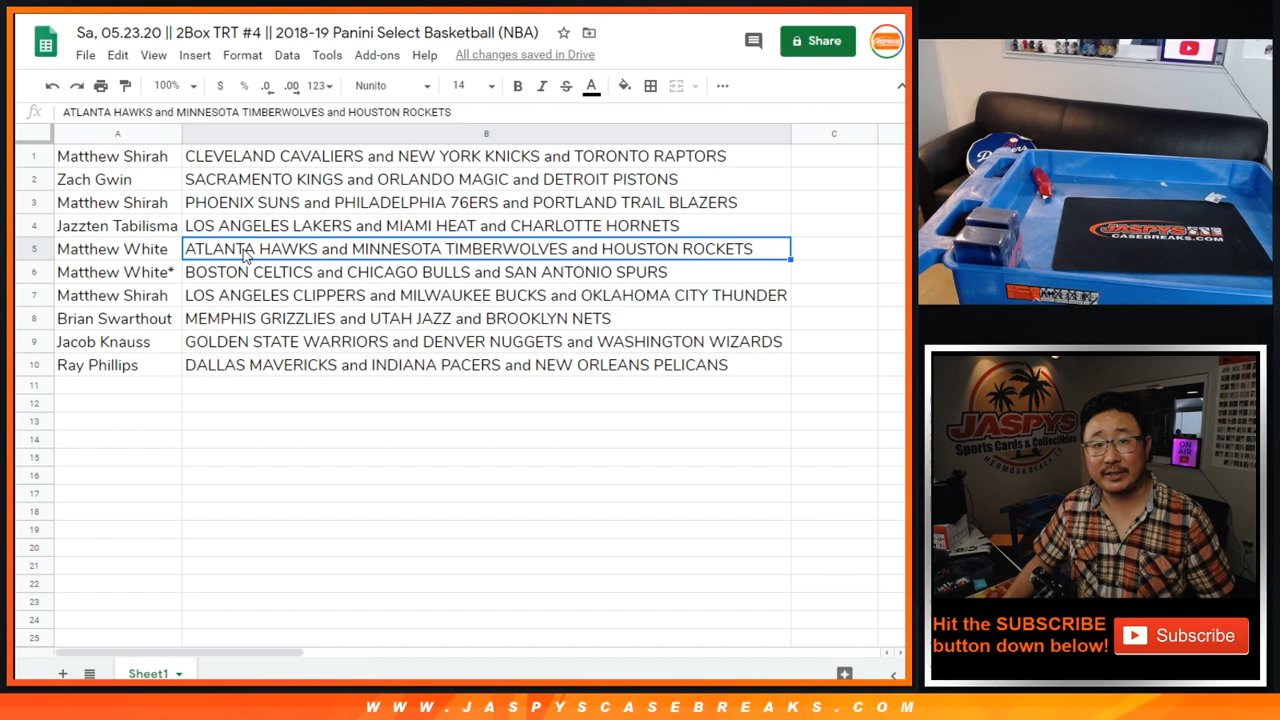 Sa, 05.23.20 || 2Box TRT #4 || 2018-19 Panini Select Basketball (NBA)
File Edit View Insert Format Data Tools Add-ons Help All changes saved in Drive
Share
100% $ % .0 .00 123 Nunito 14 B I S A
fx ATLANTA HAWKS and MINNESOTA TIMBERWOLVES and HOUSTON ROCKETS
A B C
1 Matthew Shirah CLEVELAND CAVALIERS and NEW YORK KNICKS and TORONTO RAPTORS
2 Zach Gwin SACRAMENTO KINGS and ORLANDO MAGIC and DETROIT PISTONS
3 Matthew Shirah PHOENIX SUNS and PHILADELPHIA 76ERS and PORTLAND TRAIL BLAZERS
4 Jazzten Tabilisma LOS ANGELES LAKERS and MIAMI HEAT and CHARLOTTE HORNETS
5 Matthew White ATLANTA HAWKS and MINNESOTA TIMBERWOLVES and HOUSTON ROCKETS
6 Matthew White* BOSTON CELTICS and CHICAGO BULLS and SAN ANTONIO SPURS
7 Matthew Shirah LOS ANGELES CLIPPERS and MILWAUKEE BUCKS and OKLAHOMA CITY THUNDER
8 Brian Swarthout MEMPHIS GRIZZLIES and UTAH JAZZ and BROOKLYN NETS
9 Jacob Knauss GOLDEN STATE WARRIORS and DENVER NUGGETS and WASHINGTON WIZARDS
10 Ray Phillips DALLAS MAVERICKS and INDIANA PACERS and NEW ORLEANS PELICANS
11
12
13
14
15
16
17
18
19
20
21
22
23
24
25
Sheet1
Dodgers
JASPYS
CASEBREAKS.COM
JASPYS
Sports Cards & Collectibles
HERMOSA BEACH, CA
ON AIR
Hit the SUBSCRIBE
button down below!
Subscribe
WWW.JASPYSCASEBREAKS.COM